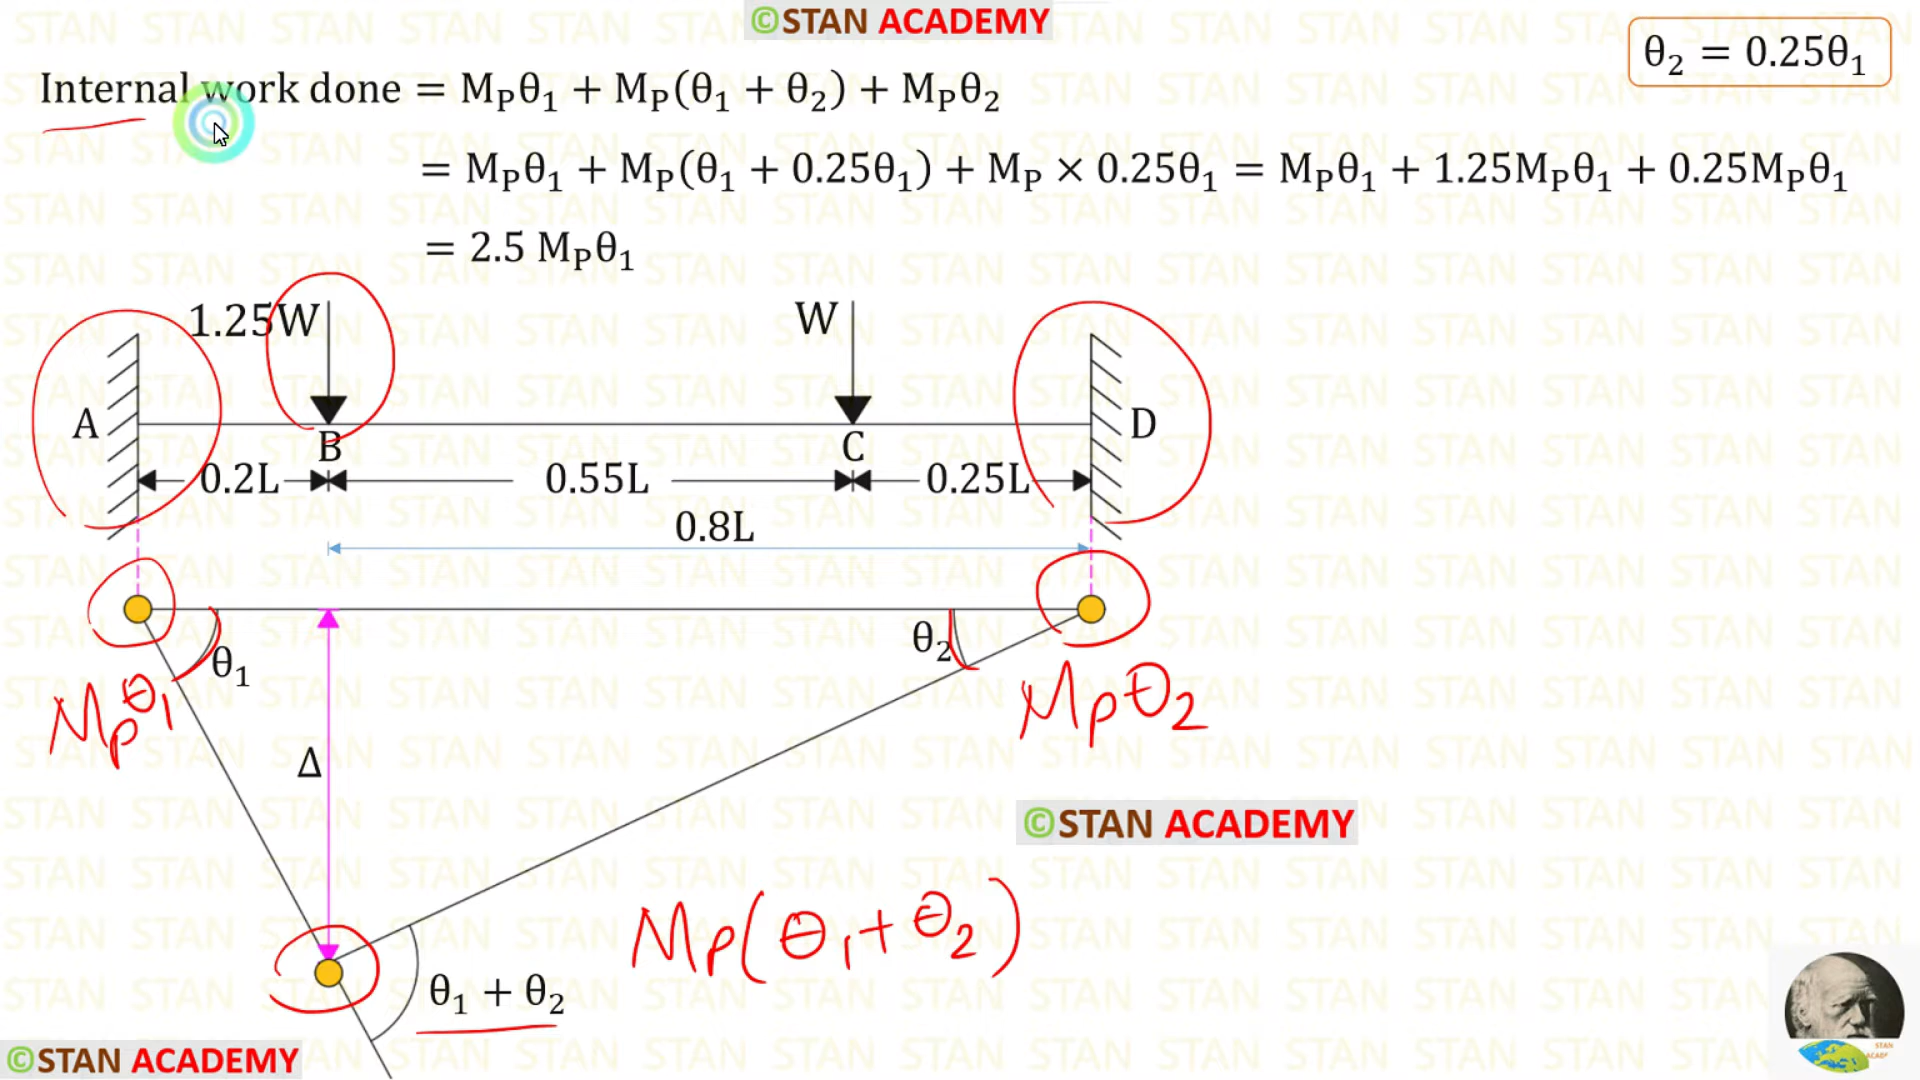 ©STAN ACADEMY
θ₂ = 0.25θ₁
Internal work done = M_Pθ₁ + M_P(θ₁ + θ₂) + M_Pθ₂
= M_Pθ₁ + M_P(θ₁ + 0.25θ₁) + M_P × 0.25θ₁ = M_Pθ₁ + 1.25M_Pθ₁ + 0.25M_Pθ₁
= 2.5 M_Pθ₁
1.25W W
A B C D
0.2L 0.55L 0.25L
0.8L
θ₁ θ₂
M_Pθ₁ M_Pθ₂
Δ
©STAN ACADEMY
M_P(θ₁+θ₂)
θ₁ + θ₂
©STAN ACADEMY
STAN